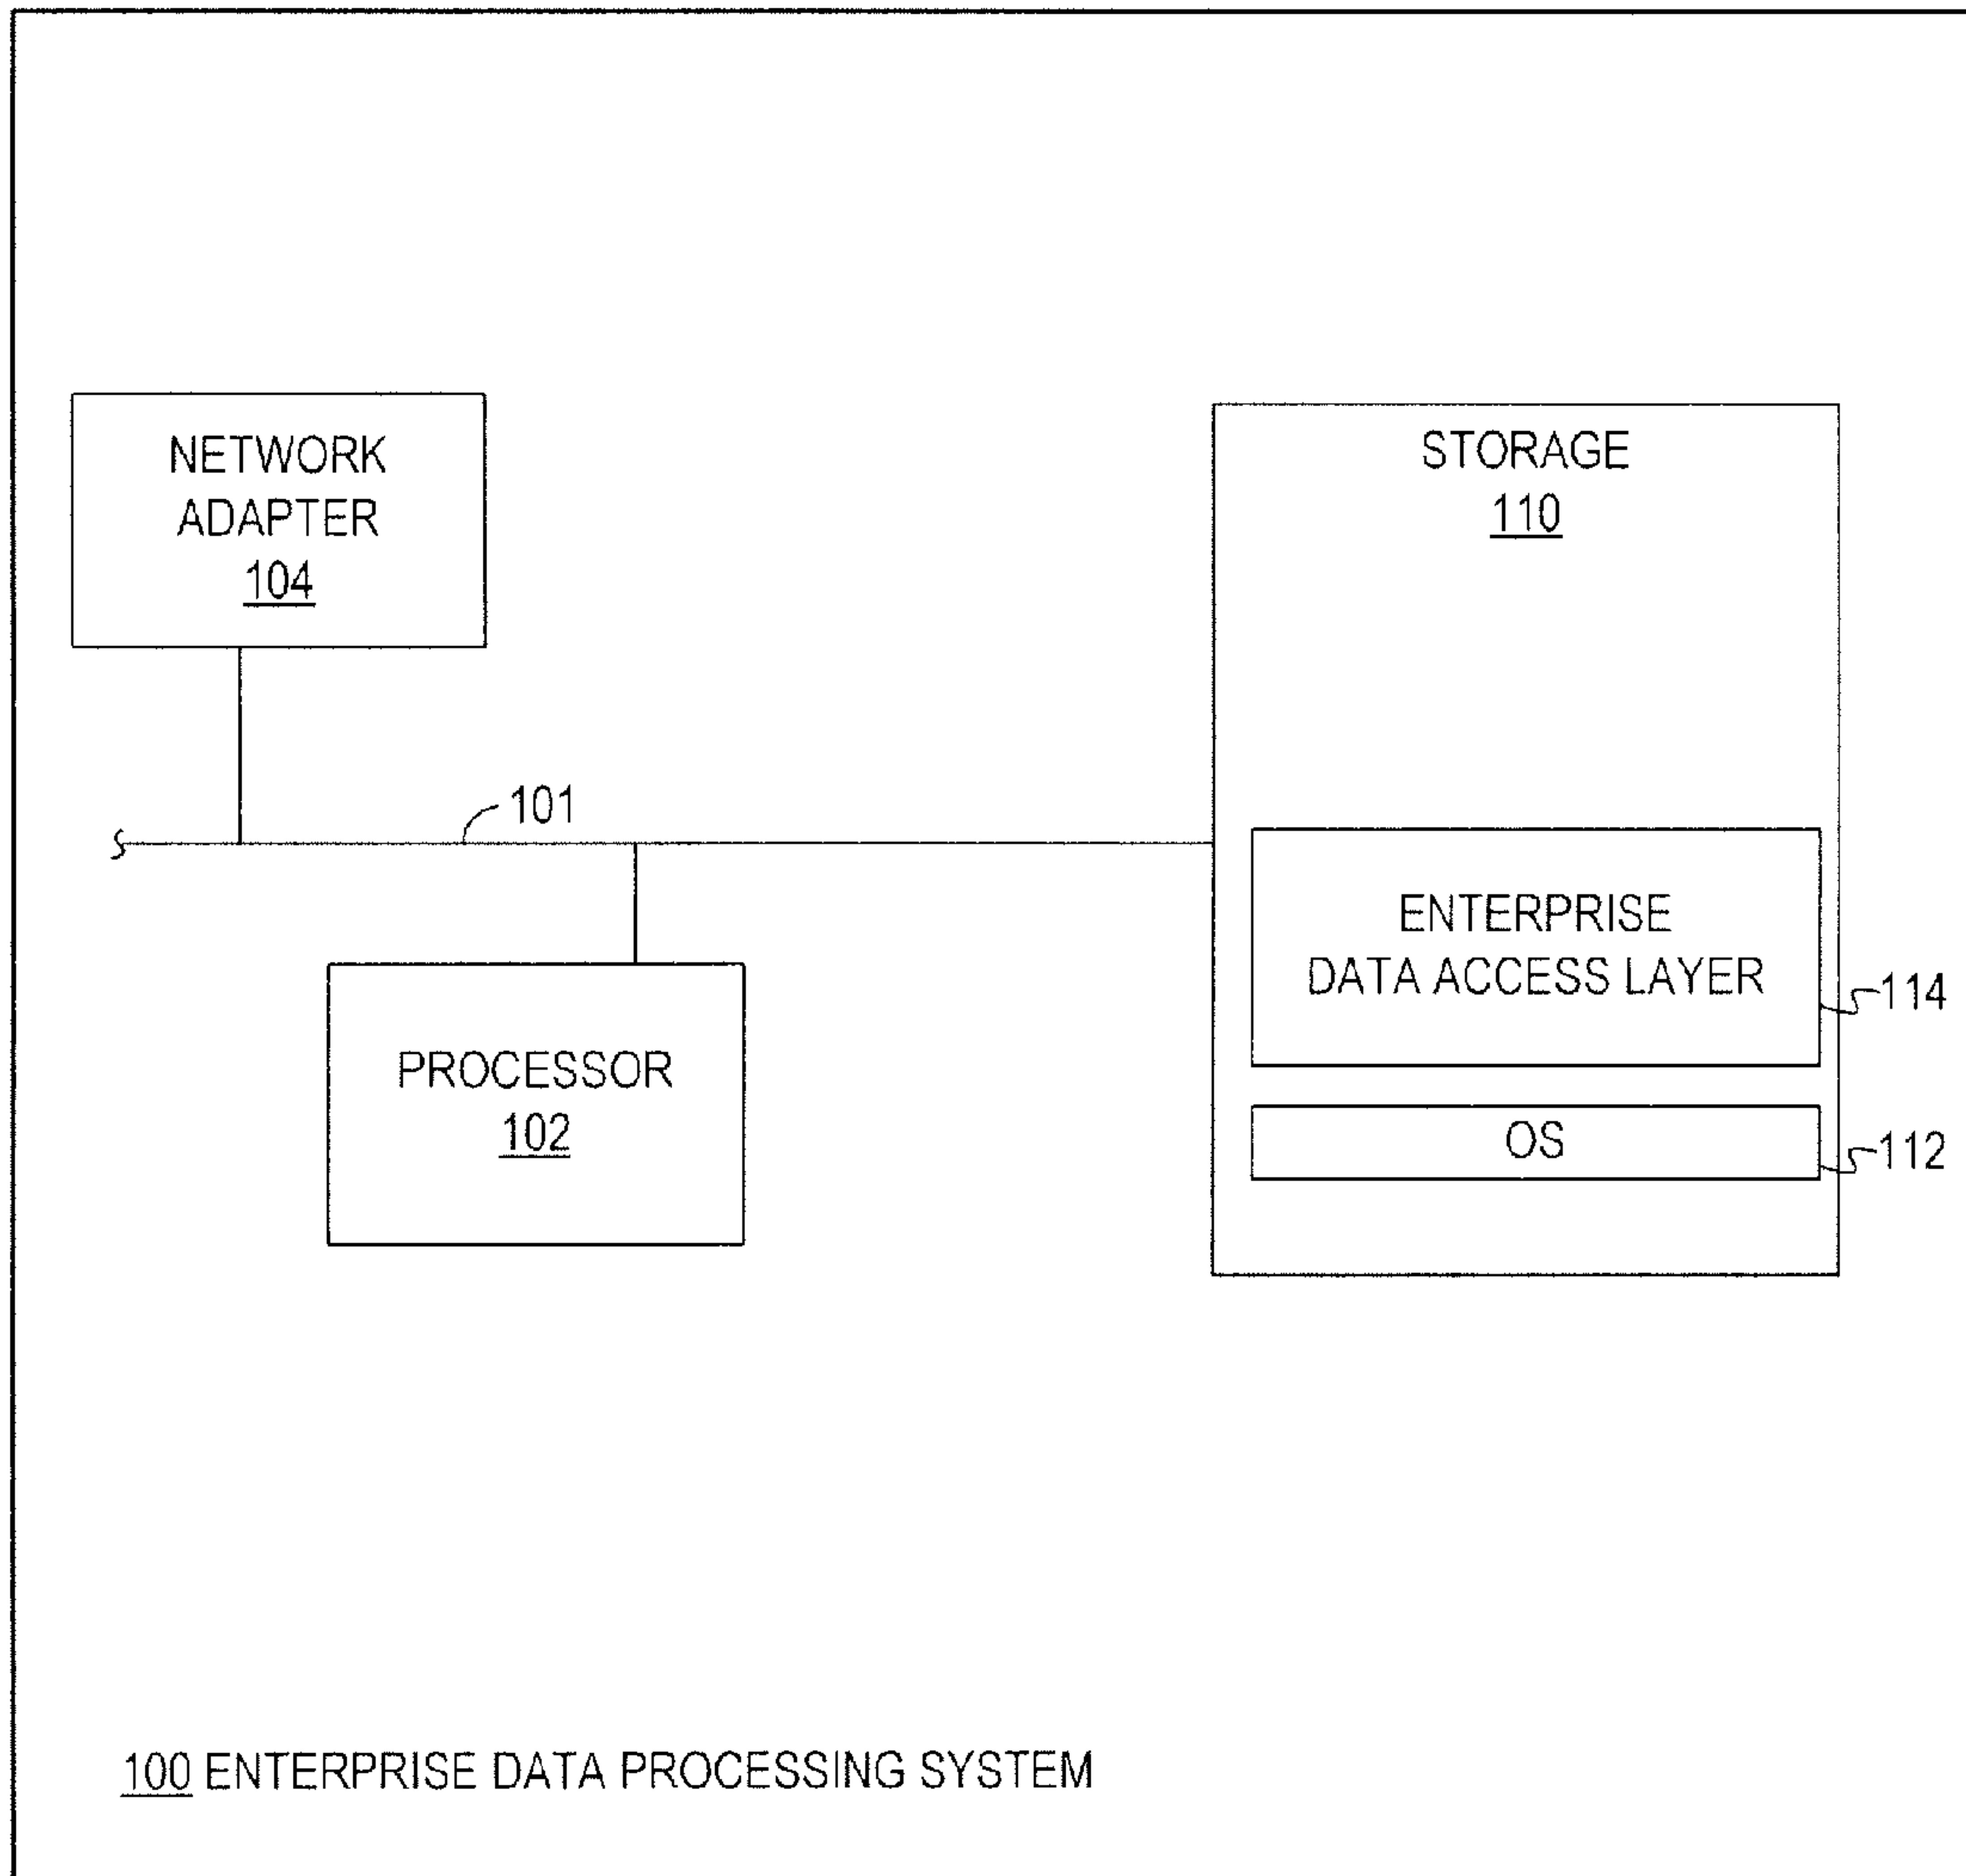 NETWORK
ADAPTER
104
STORAGE
110
101
ENTERPRISE
DATA ACCESS LAYER
114
PROCESSOR
102
OS
112
100 ENTERPRISE DATA PROCESSING SYSTEM